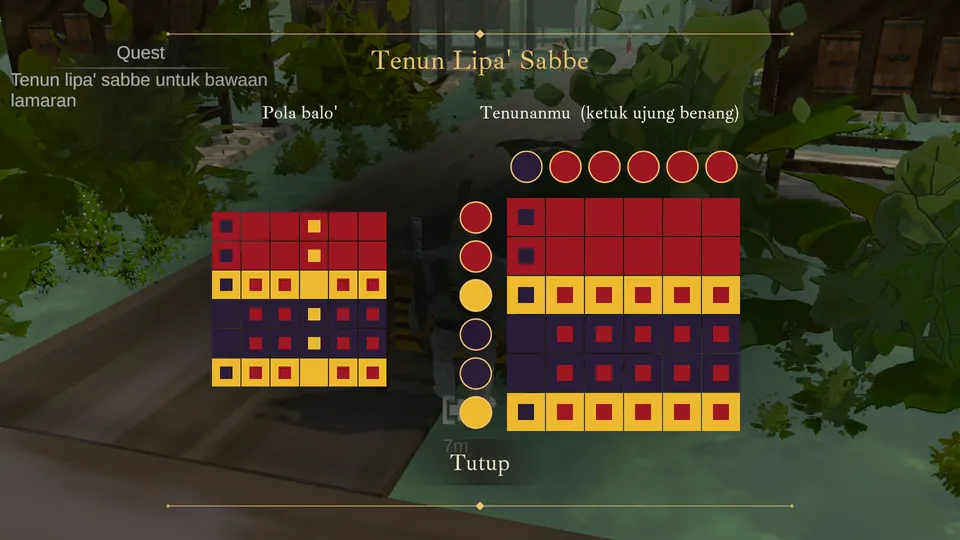 Quest
Tenun lipa' sabbe untuk bawaan
lamaran
Tenun Lipa' Sabbe
Pola balo'
Tenunanmu (ketuk ujung benang)
7m
Tutup